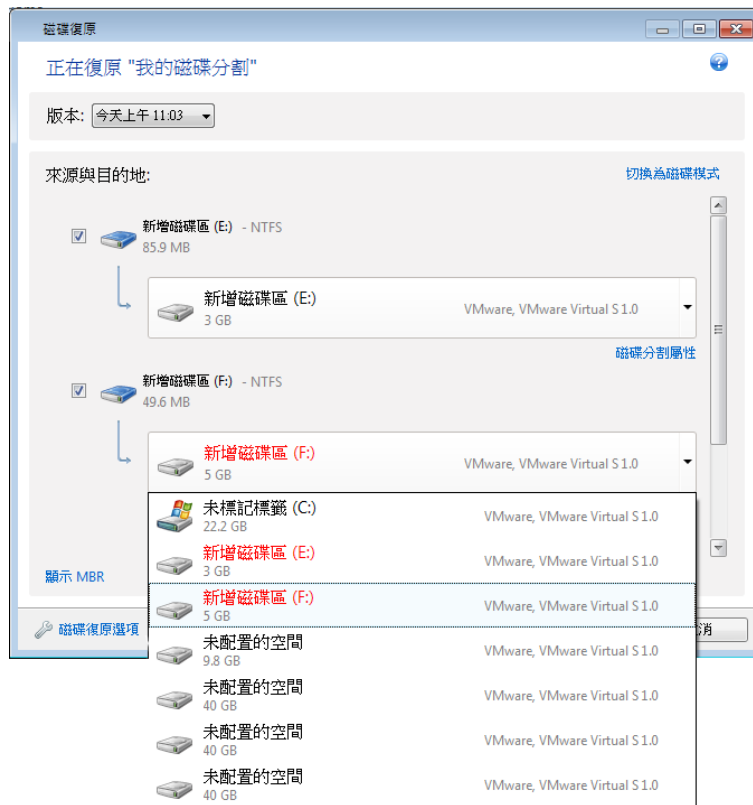 磁碟復原
正在復原 "我的磁碟分割"
版本: 今天上午 11:03
來源與目的地:
切換為磁碟模式
新增磁碟區 (E:) - NTFS
85.9 MB
新增磁碟區 (E:)
3 GB
VMware, VMware Virtual S 1.0
磁碟分割屬性
新增磁碟區 (F:) - NTFS
49.6 MB
新增磁碟區 (F:)
5 GB
VMware, VMware Virtual S 1.0
未標記標籤 (C:)
22.2 GB
VMware, VMware Virtual S 1.0
新增磁碟區 (E:)
3 GB
VMware, VMware Virtual S 1.0
顯示 MBR
新增磁碟區 (F:)
5 GB
VMware, VMware Virtual S 1.0
磁碟復原選項
消
未配置的空間
9.8 GB
VMware, VMware Virtual S 1.0
未配置的空間
40 GB
VMware, VMware Virtual S 1.0
未配置的空間
40 GB
VMware, VMware Virtual S 1.0
未配置的空間
40 GB
VMware, VMware Virtual S 1.0